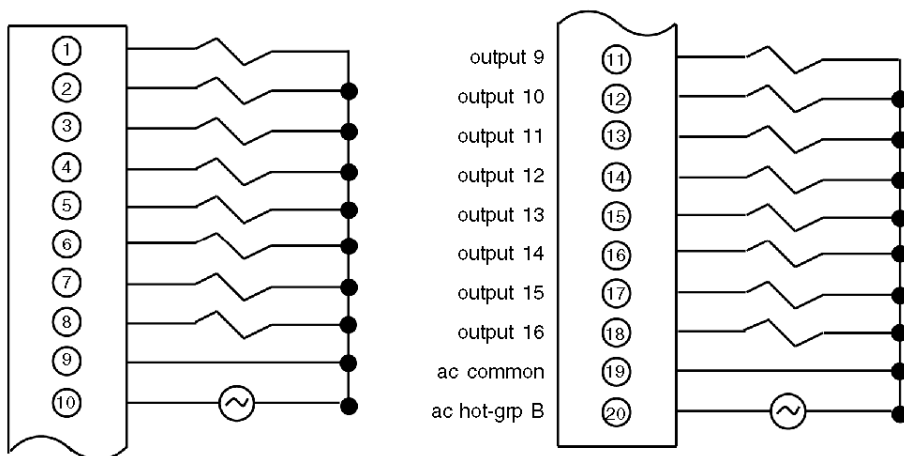 1
2
3
4
5
6
7
8
9
10
output 9 11
output 10 12
output 11 13
output 12 14
output 13 15
output 14 16
output 15 17
output 16 18
ac common 19
ac hot-grp B 20